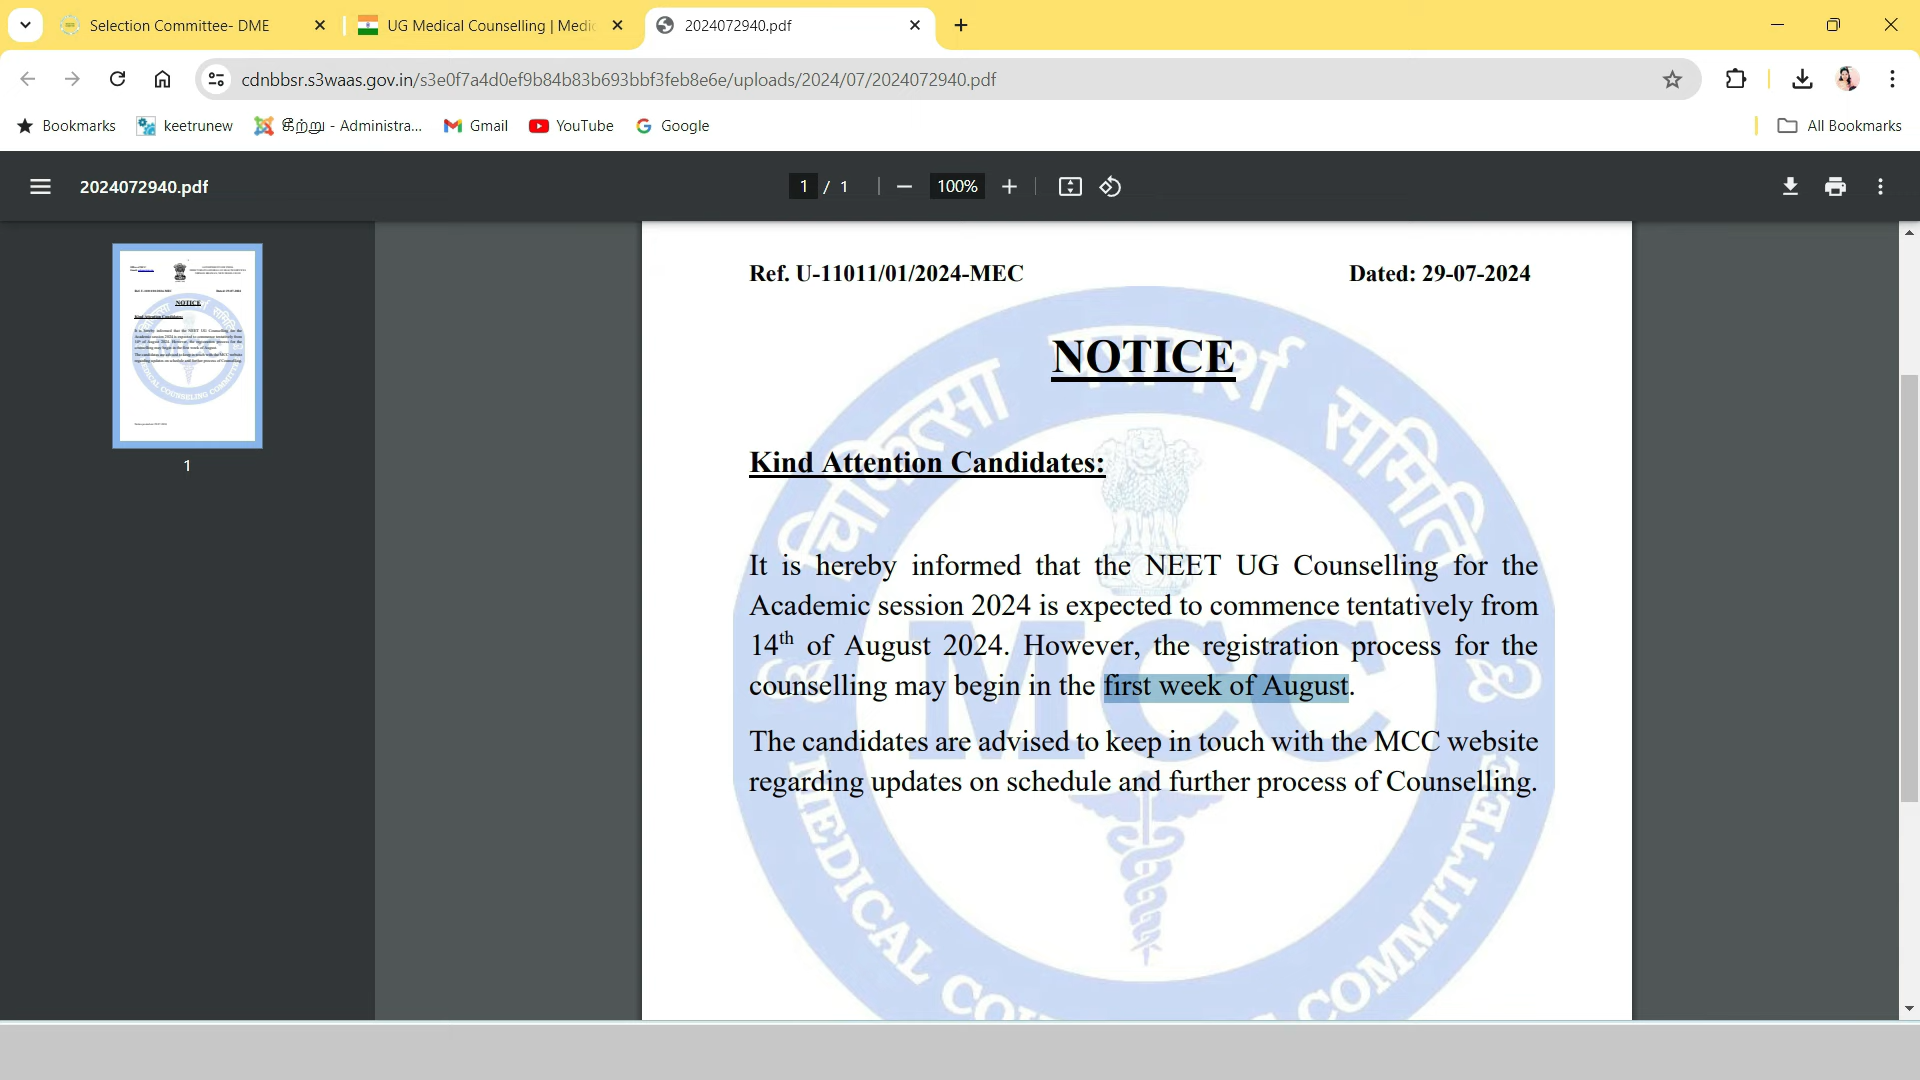 Selection Committee- DME
UG Medical Counselling | Medic
2024072940.pdf
cdnbbsr.s3waas.gov.in/s3e0f7a4d0ef9b84b83b693bbf3feb8e6e/uploads/2024/07/2024072940.pdf
Bookmarks
keetrunew
கீற்று - Administra...
Gmail
YouTube
Google
All Bookmarks
2024072940.pdf
1 / 1
100%
NOTICE
1
Ref. U-11011/01/2024-MEC
Dated: 29-07-2024
NOTICE
Kind Attention Candidates:
It is hereby informed that the NEET UG Counselling for the
Academic session 2024 is expected to commence tentatively from
14th of August 2024. However, the registration process for the
counselling may begin in the first week of August.
The candidates are advised to keep in touch with the MCC website
regarding updates on schedule and further process of Counselling.
चिकित्सा परामर्श समिति
MCC
MEDICAL COUNSELING COMMITTEE